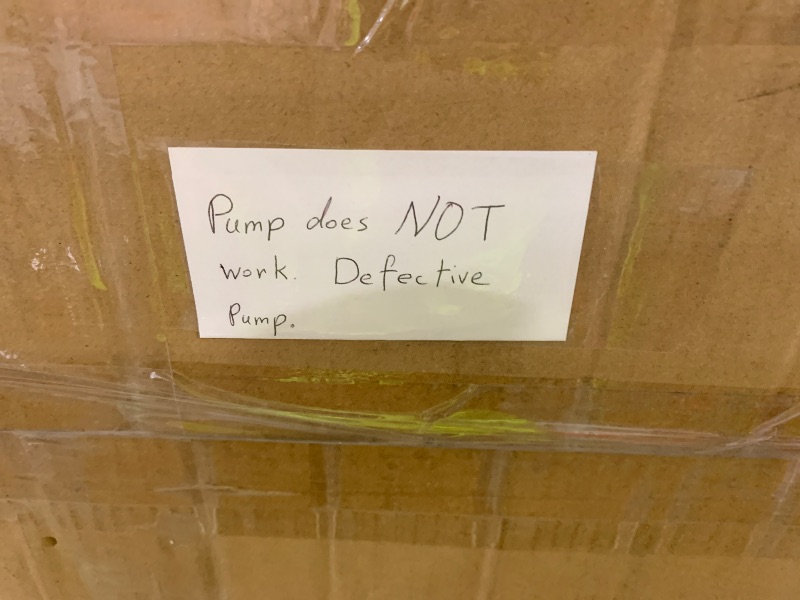 Pump does NOT
work. Defective
Pump.